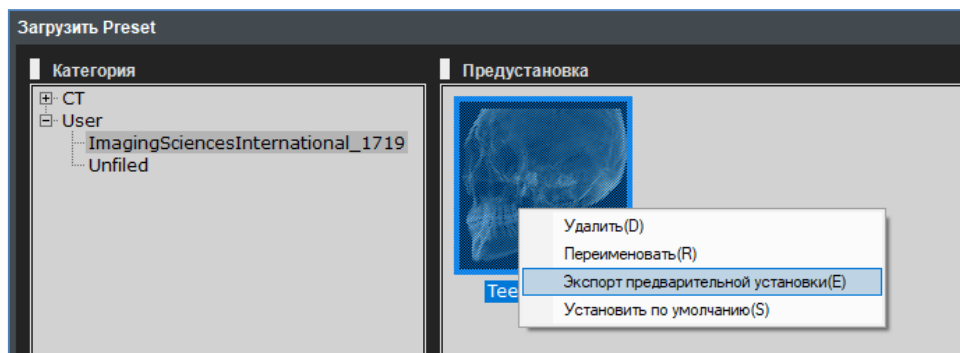 Загрузить Preset
Категория
CT
User
ImagingSciencesInternational_1719
Unfiled
Предустановка
Tee
Удалить(D)
Переименовать(R)
Экспорт предварительной установки(E)
Установить по умолчанию(S)